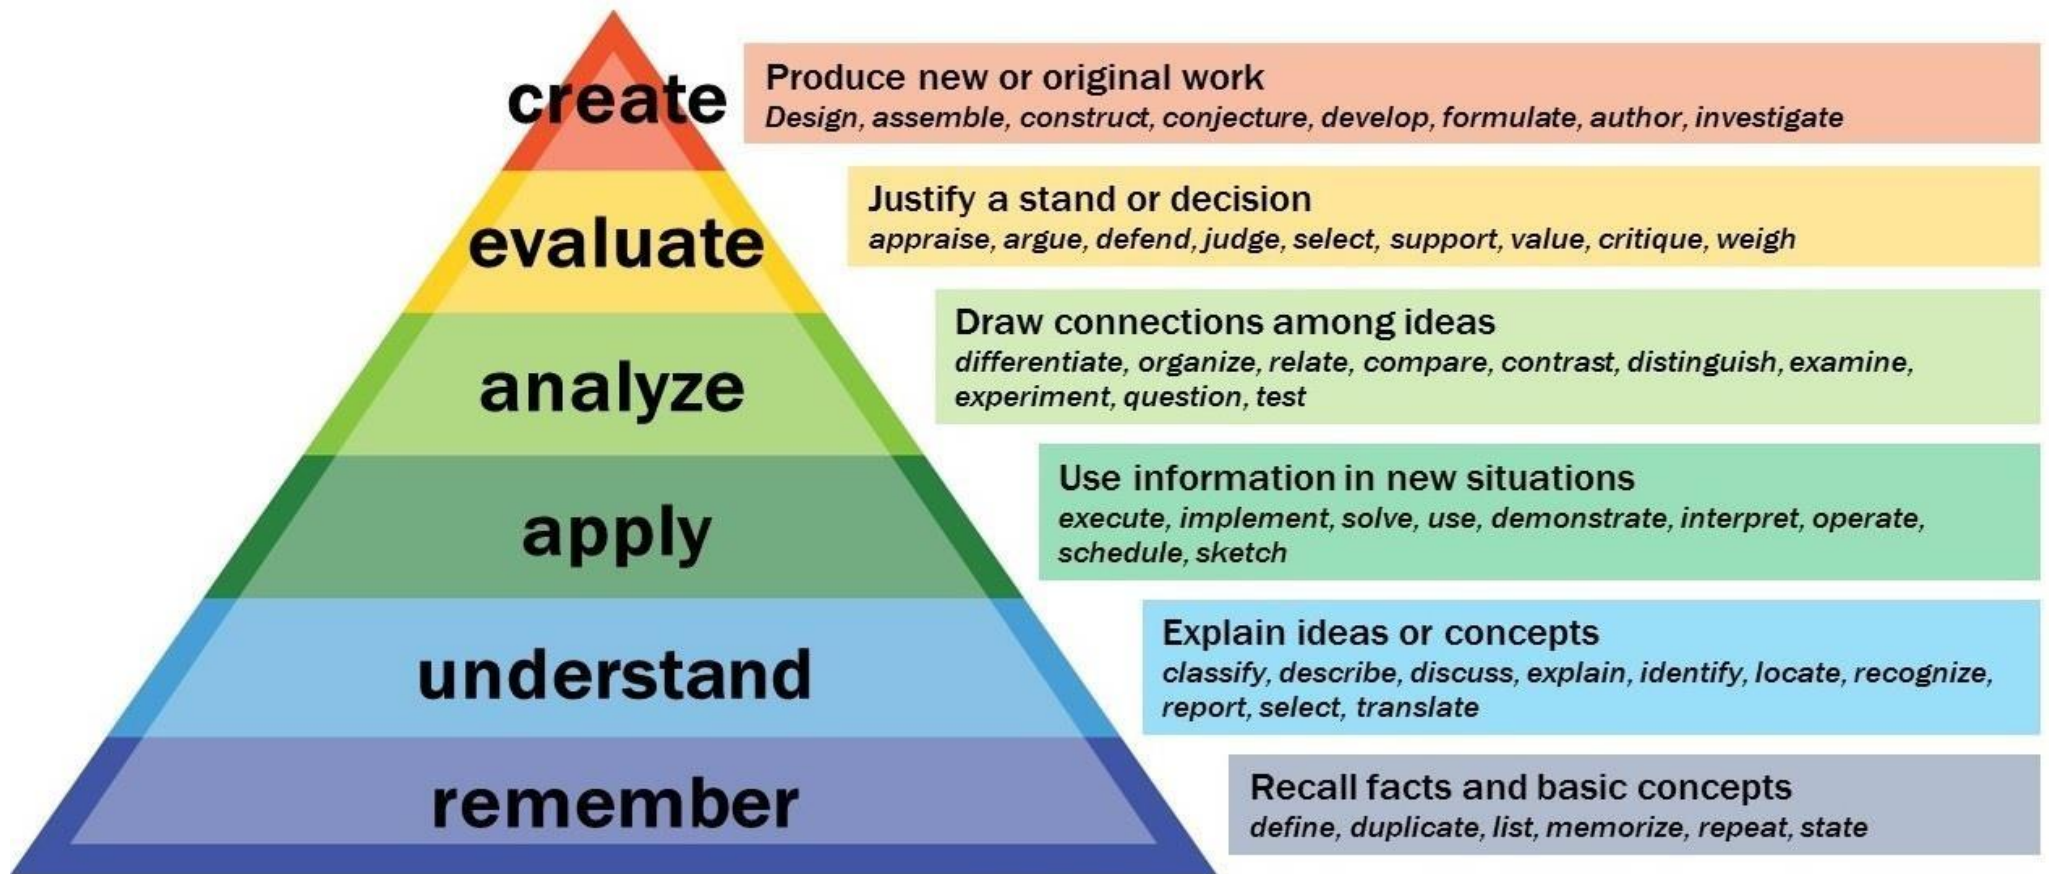 create
Produce new or original work
Design, assemble, construct, conjecture, develop, formulate, author, investigate
evaluate
Justify a stand or decision
appraise, argue, defend, judge, select, support, value, critique, weigh
analyze
Draw connections among ideas
differentiate, organize, relate, compare, contrast, distinguish, examine,
experiment, question, test
apply
Use information in new situations
execute, implement, solve, use, demonstrate, interpret, operate,
schedule, sketch
understand
Explain ideas or concepts
classify, describe, discuss, explain, identify, locate, recognize,
report, select, translate
remember
Recall facts and basic concepts
define, duplicate, list, memorize, repeat, state